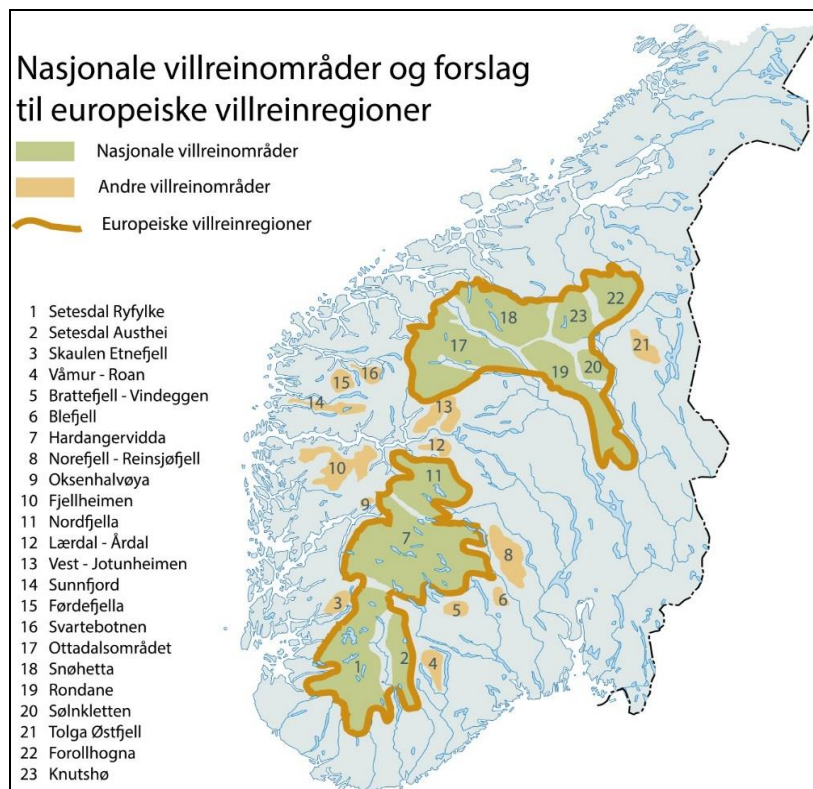 Nasjonale villreinområder og forslag
til europeiske villreinregioner
Nasjonale villreinområder
Andre villreinområder
Europeiske villreinregioner
1 Setesdal Ryfylke
2 Setesdal Austhei
3 Skaulen Etnefjell
4 Våmur - Roan
5 Brattefjell - Vindeggen
6 Blefjell
7 Hardangervidda
8 Norefjell - Reinsjøfjell
9 Oksenhalvøya
10 Fjellheimen
11 Nordfjella
12 Lærdal - Årdal
13 Vest - Jotunheimen
14 Sunnfjord
15 Førdefjella
16 Svartebotnen
17 Ottadalsområdet
18 Snøhetta
19 Rondane
20 Sølnkletten
21 Tolga Østfjell
22 Forollhogna
23 Knutshø
22
23
18
21
17
16
19
20
15
14
13
12
10
11
9
7
8
6
3
5
2
4
1